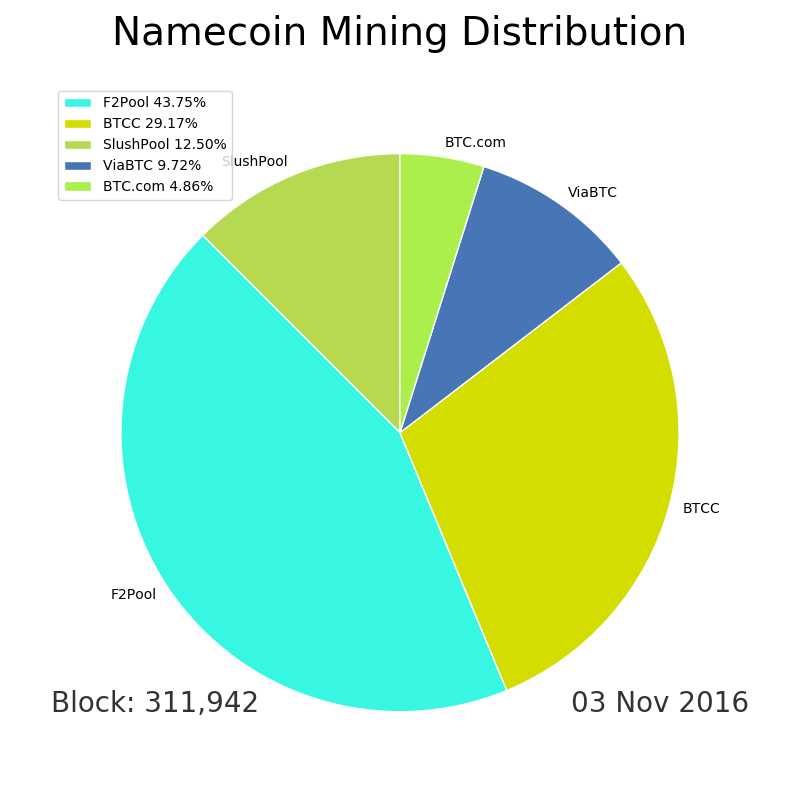 Namecoin Mining Distribution
F2Pool 43.75%
BTCC 29.17%
SlushPool 12.50%
ViaBTC 9.72%
BTC.com 4.86%
SlushPool
BTC.com
ViaBTC
BTCC
F2Pool
Block: 311,942
03 Nov 2016